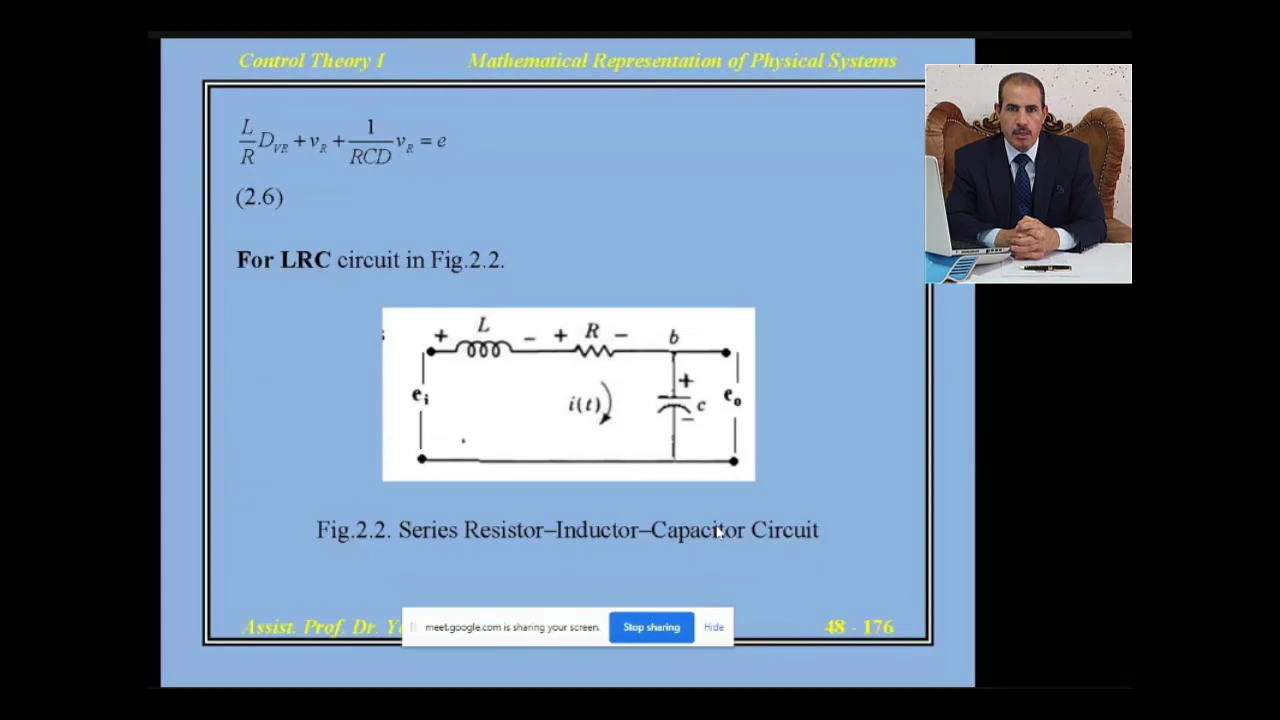 Control Theory I Mathematical Representation of Physical Systems
L/R D_VR + v_R + 1/RCD v_R = e
(2.6)
For LRC circuit in Fig.2.2.
+ L - + R - b
e_i i(t) + c - e_o
Fig.2.2. Series Resistor–Inductor–Capacitor Circuit
Assist. Prof. Dr. 48 - 176
meet.google.com is sharing your screen. Stop sharing Hide